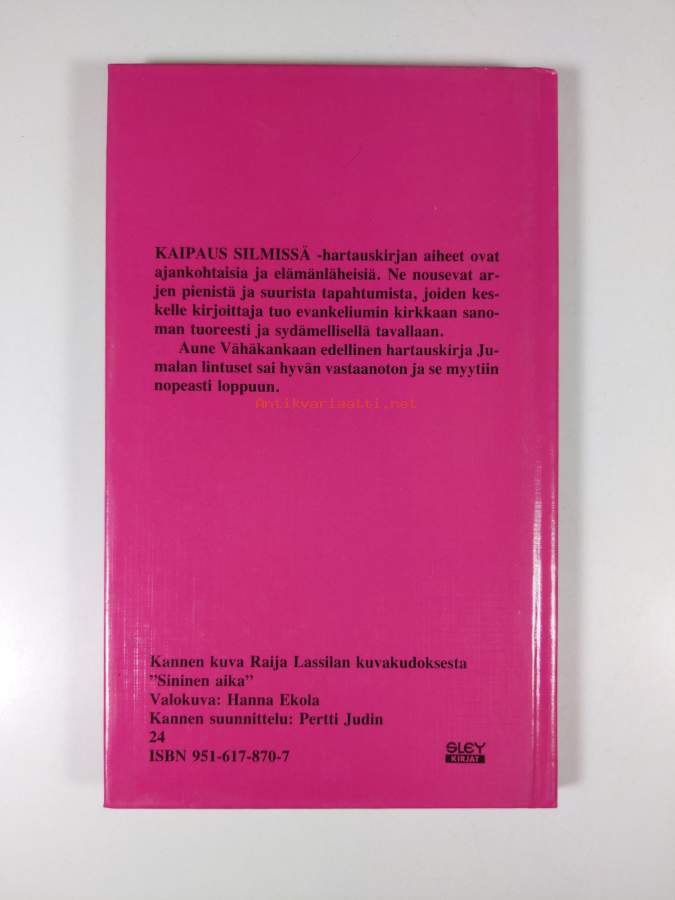 KAIPAUS SILMISSÄ -hartauskirjan aiheet ovat
ajankohtaisia ja elämänläheisiä. Ne nousevat ar-
jen pienistä ja suurista tapahtumista, joiden kes-
kelle kirjoittaja tuo evankeliumin kirkkaan sano-
man tuoreesti ja sydämellisellä tavallaan.
Aune Vähäkankaan edellinen hartauskirja Ju-
malan lintuset sai hyvän vastaanoton ja se myytiin
nopeasti loppuun.
Antikvariaatti.net
Kannen kuva Raija Lassilan kuvakudoksesta
”Sininen aika”
Valokuva: Hanna Ekola
Kannen suunnittelu: Pertti Judin
24
ISBN 951-617-870-7
SLEY
KIRJAT